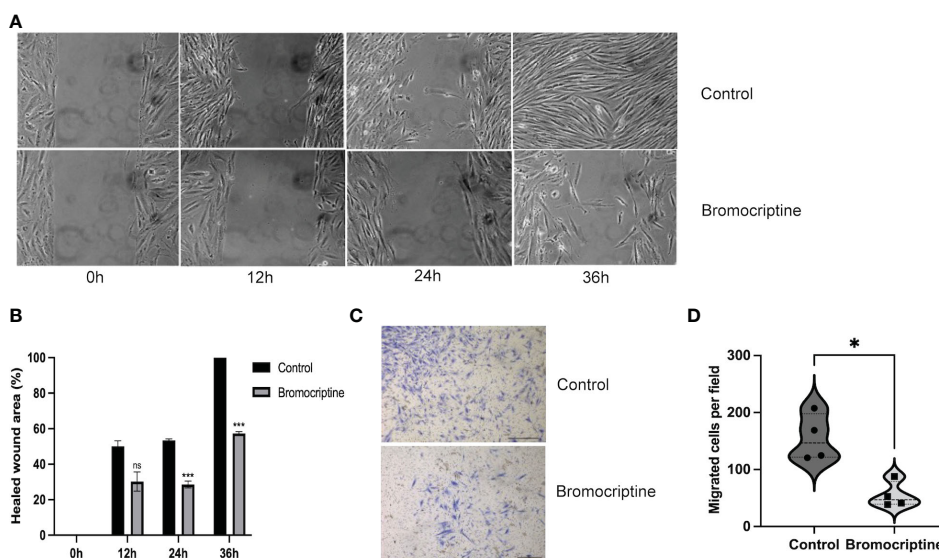 A
Control
Bromocriptine
0h 12h 24h 36h
B
Healed wound area (%)
100
80
60
40
20
0
ns
***
***
0h 12h 24h 36h
Control
Bromocriptine
C
Control
Bromocriptine
D
Migrated cells per field
300
200
100
0
*
Control Bromocriptine